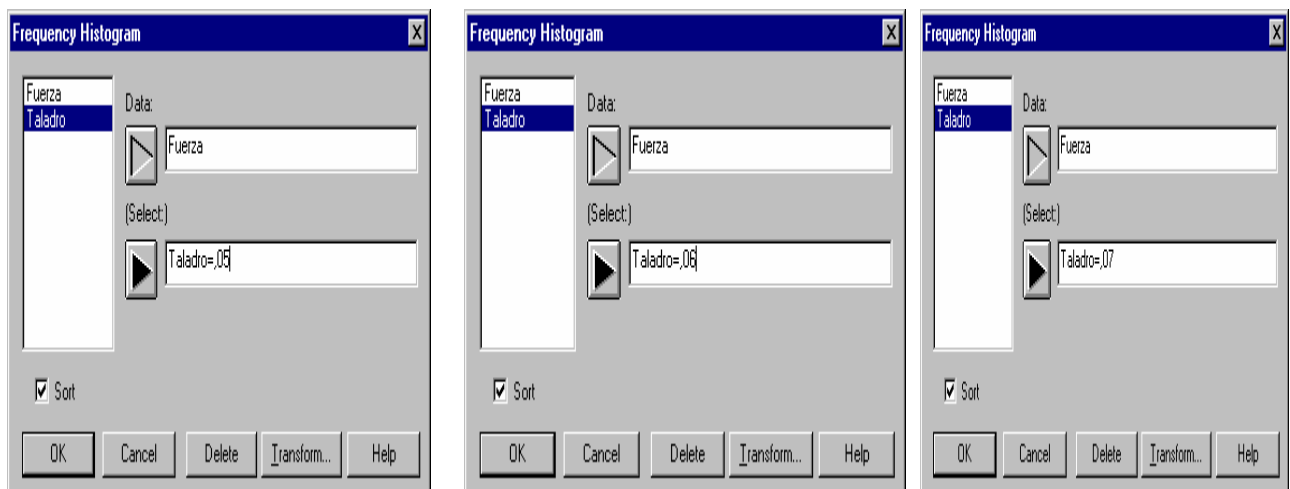 Frequency Histogram
Fuerza
Taladro
Data:
Fuerza
(Select:)
Taladro=,05
Sort
OK
Cancel
Delete
Transform...
Help
Frequency Histogram
Fuerza
Taladro
Data:
Fuerza
(Select:)
Taladro=,06
Sort
OK
Cancel
Delete
Transform...
Help
Frequency Histogram
Fuerza
Taladro
Data:
Fuerza
(Select:)
Taladro=,07
Sort
OK
Cancel
Delete
Transform...
Help